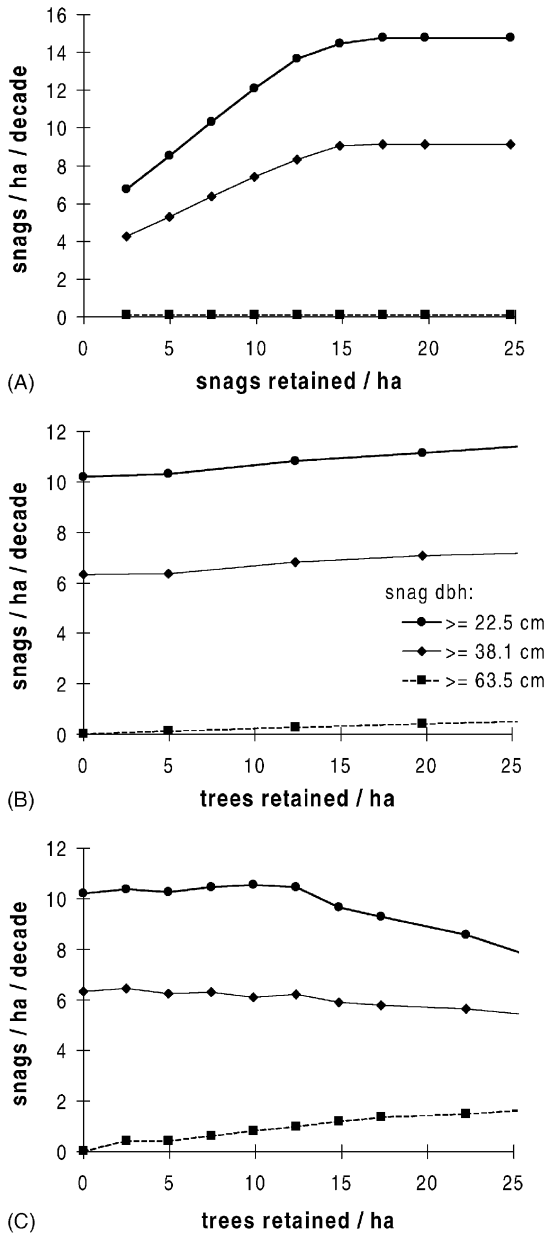 snags / ha / decade
16
14
12
10
8
6
4
2
0
0 5 10 15 20 25
snags retained / ha
(A)
snags / ha / decade
12
10
8
6
4
2
0
snag dbh:
>= 22.5 cm
>= 38.1 cm
>= 63.5 cm
0 5 10 15 20 25
trees retained / ha
(B)
snags / ha / decade
12
10
8
6
4
2
0
0 5 10 15 20 25
trees retained / ha
(C)